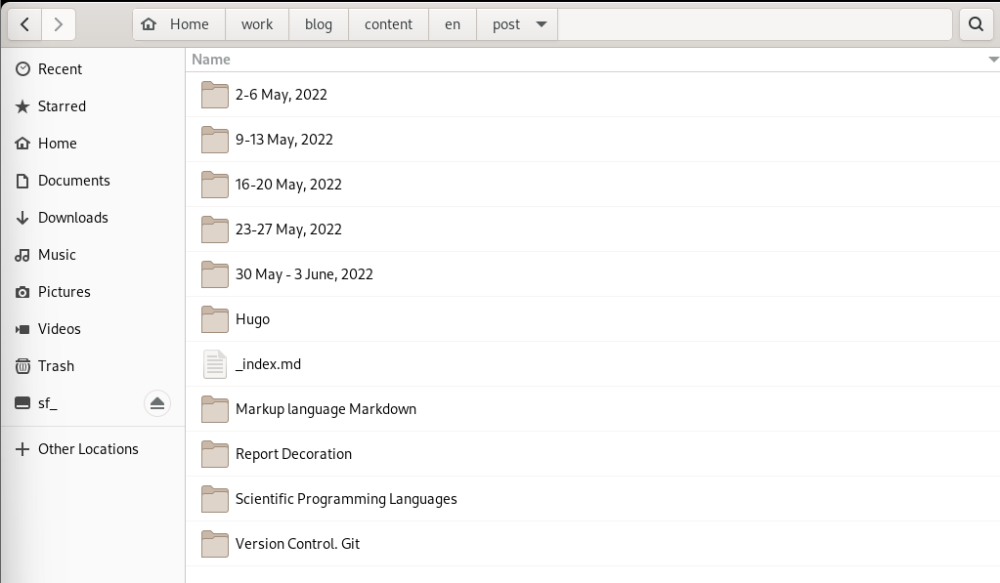 Home work blog content en post
Name
Recent
Starred
Home
Documents
Downloads
Music
Pictures
Videos
Trash
sf_
Other Locations
2-6 May, 2022
9-13 May, 2022
16-20 May, 2022
23-27 May, 2022
30 May - 3 June, 2022
Hugo
_index.md
Markup language Markdown
Report Decoration
Scientific Programming Languages
Version Control. Git